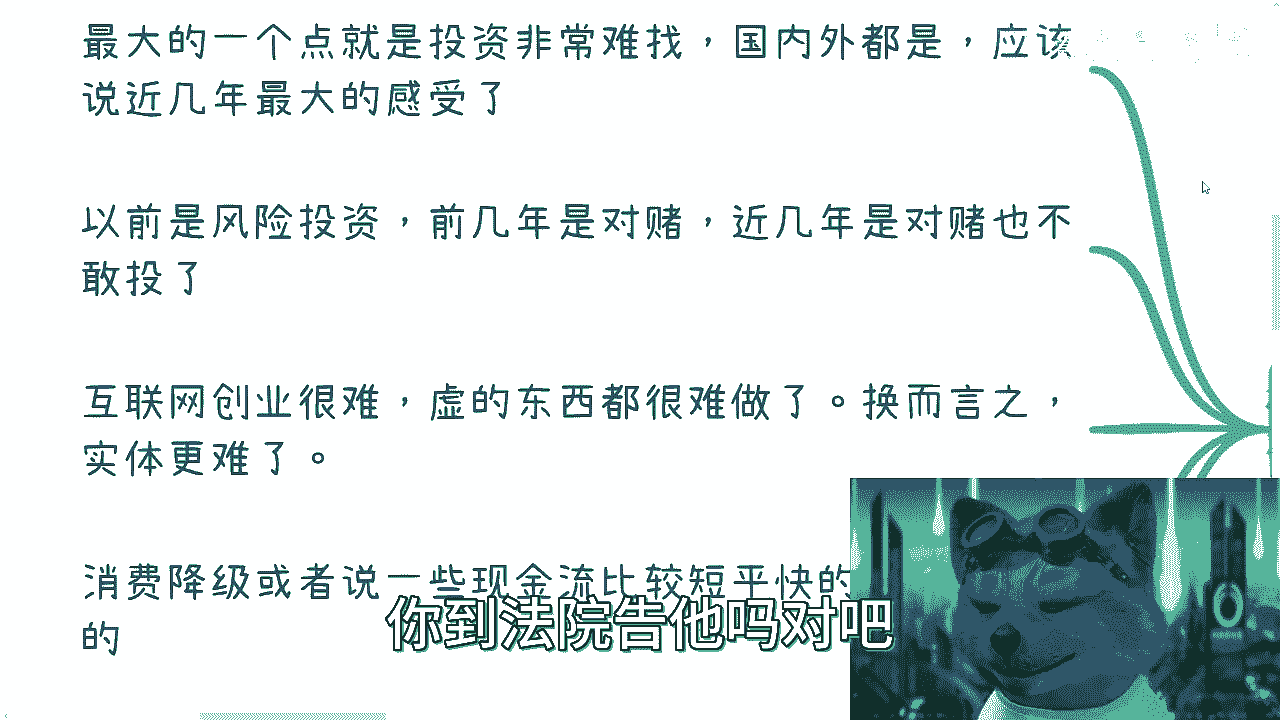 最大的一个点就是投资非常难找，国内外都是，应该
说近几年最大的感受了
以前是风险投资，前几年是对赌，近几年是对赌也不
敢投了
互联网创业很难，虚的东西都很难做了。换而言之，
实体更难了。
消费降级或者说一些现金流比较短平快的
的
你到法院告他吗对吧